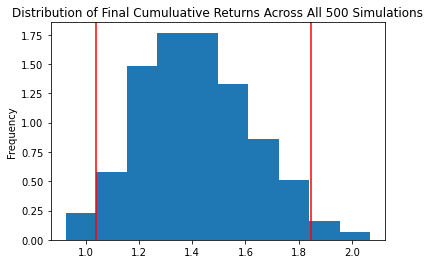 Distribution of Final Cumuluative Returns Across All 500 Simulations
1.75
1.50
1.25
1.00
0.75
0.50
0.25
0.00
Frequency
1.0 1.2 1.4 1.6 1.8 2.0